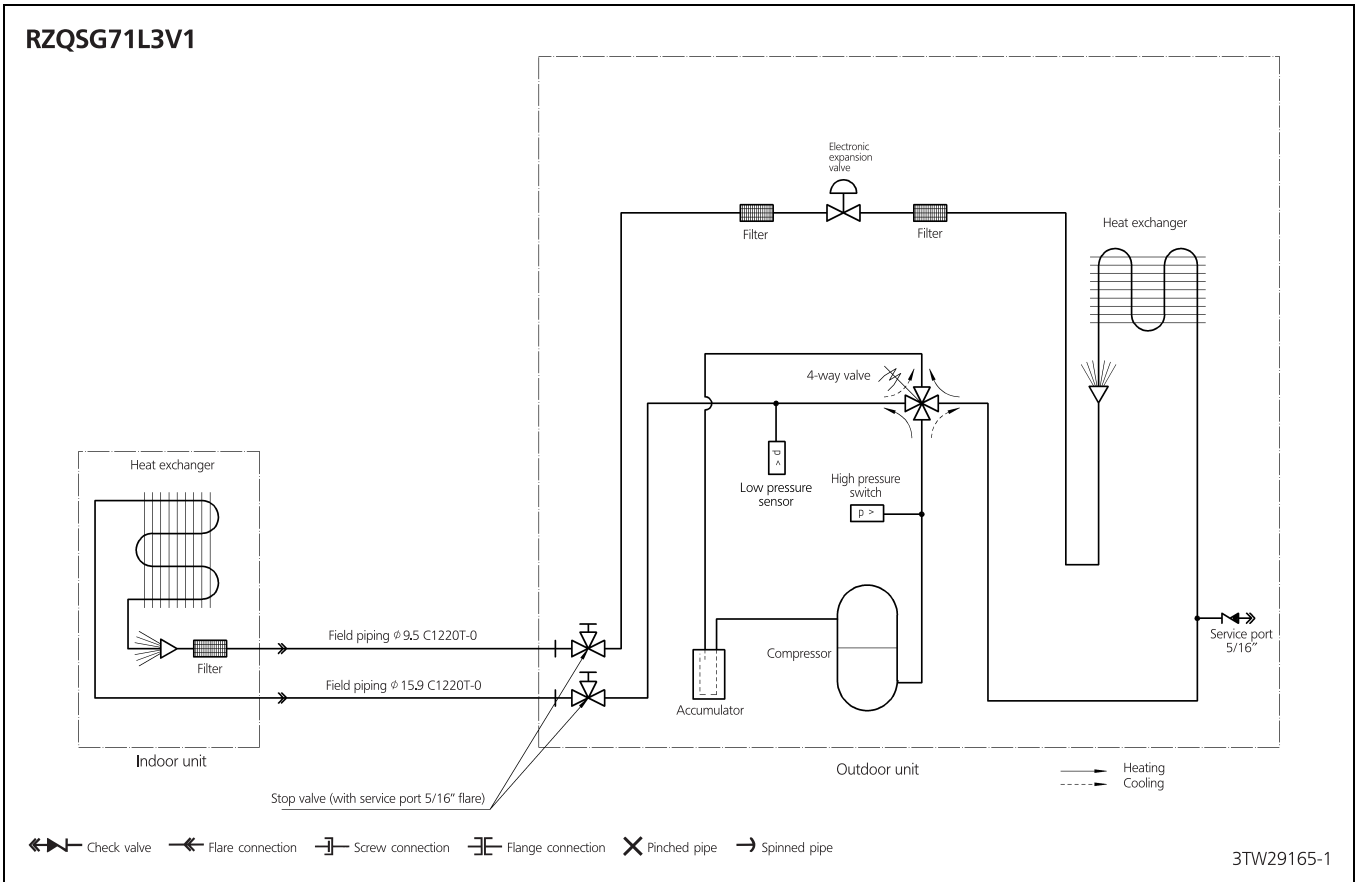 RZQSG71L3V1
Electronic
expansion
valve
Filter
Filter
Heat exchanger
4-way valve
Heat exchanger
p <
Low pressure
sensor
High pressure
switch
p >
Field piping ϕ 9.5 C1220T-0
Filter
Field piping ϕ 15.9 C1220T-0
Compressor
Accumulator
Service port
5/16"
Indoor unit
Outdoor unit
Heating
Cooling
Stop valve (with service port 5/16" flare)
Check valve Flare connection Screw connection Flange connection Pinched pipe Spinned pipe
3TW29165-1